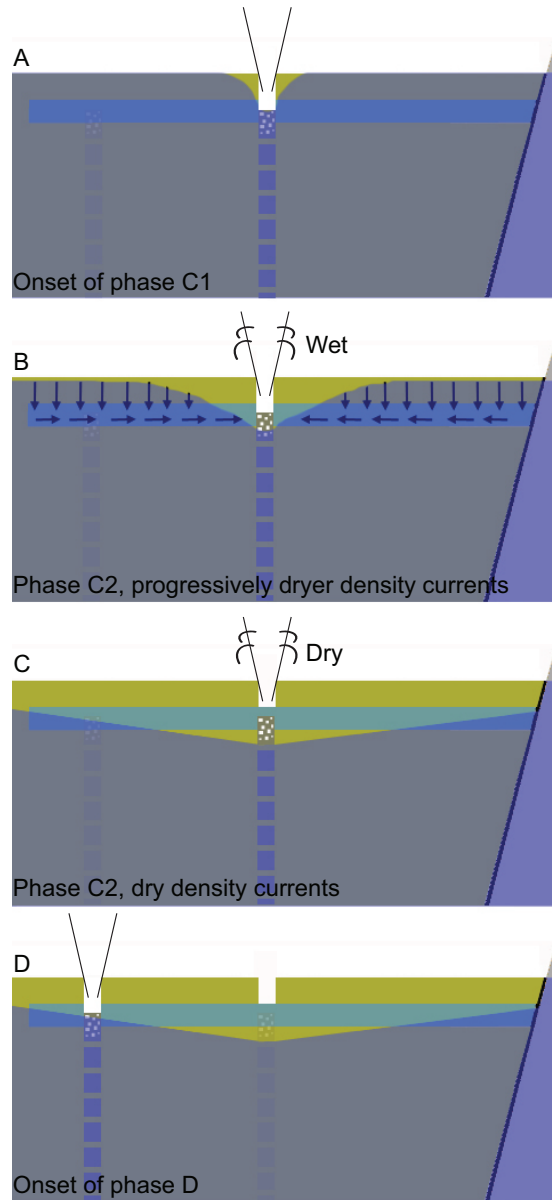 A
Onset of phase C1
B
Wet
Phase C2, progressively dryer density currents
C
Dry
Phase C2, dry density currents
D
Onset of phase D